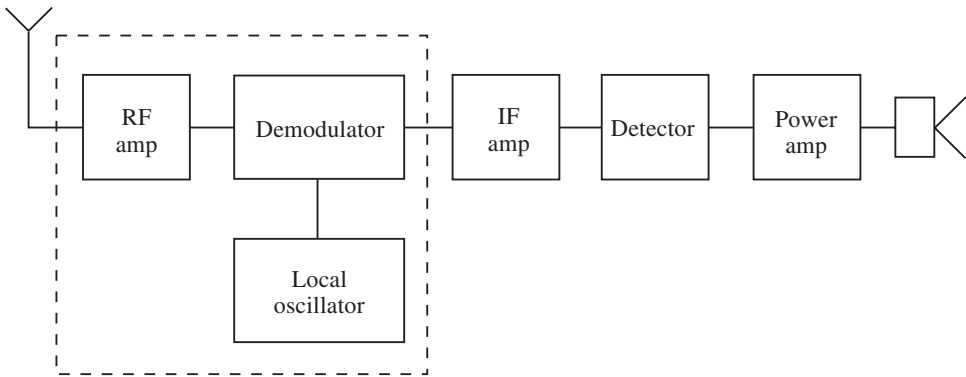 RF
amp
Demodulator
IF
amp
Detector
Power
amp
Local
oscillator